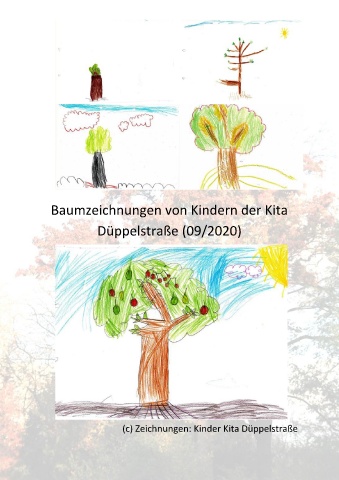 Baumzeichnungen von Kindern der Kita
Düppelstraße (09/2020)
(c) Zeichnungen: Kinder Kita Düppelstraße